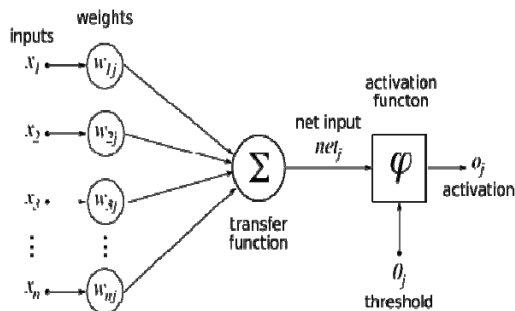 weights
inputs
x1 w1j
activation
functon
x2 w2j
net input
netj
Σ
φ
oj
activation
x3 w3j
transfer
function
θj
threshold
xn wnj